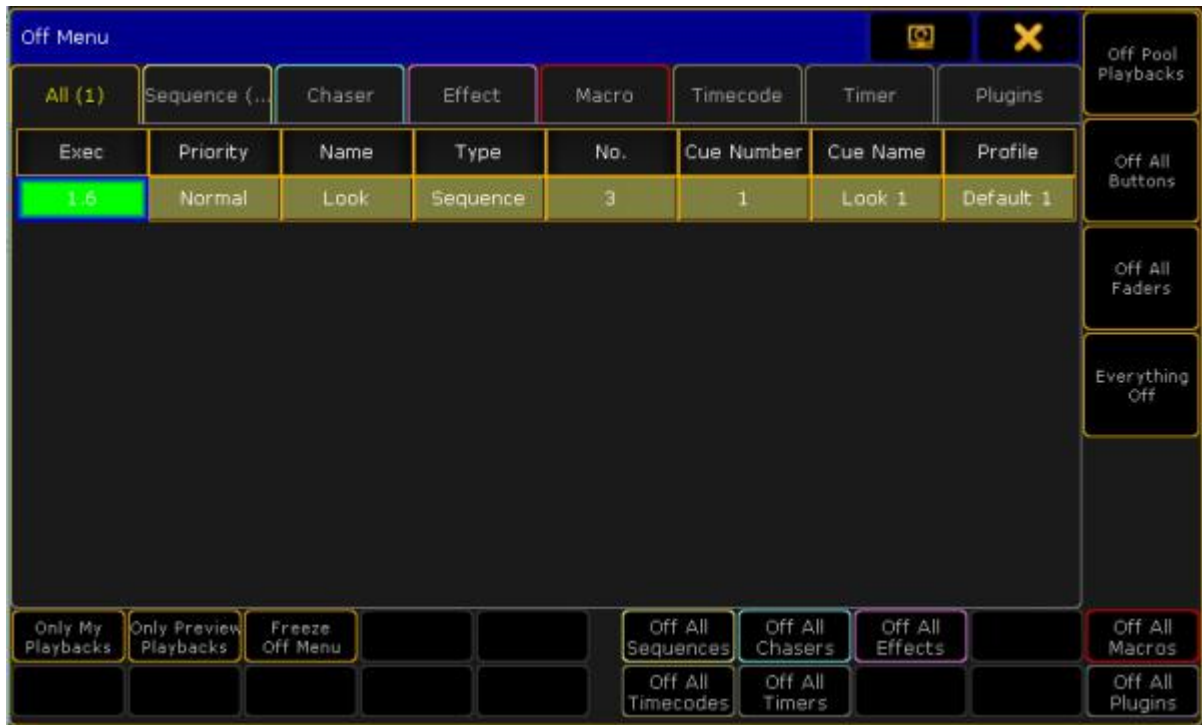 Off Menu
Off Pool
Playbacks
All (1) Sequence (... Chaser Effect Macro Timecode Timer Plugins
Exec Priority Name Type No. Cue Number Cue Name Profile
1.6 Normal Look Sequence 3 1 Look 1 Default 1
Off All
Buttons
Off All
Faders
Everything
Off
Only My
Playbacks
Only Preview
Playbacks
Freeze
Off Menu
Off All
Sequences
Off All
Chasers
Off All
Effects
Off All
Macros
Off All
Timecodes
Off All
Timers
Off All
Plugins